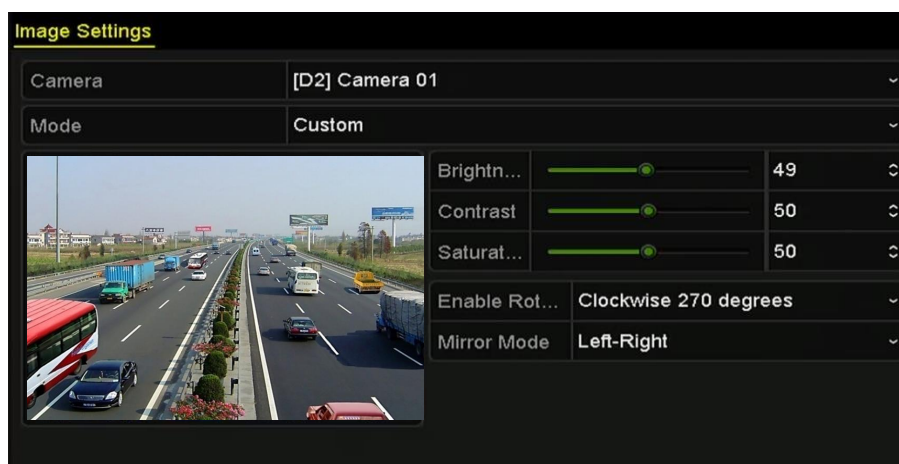 Image Settings
Camera
[D2] Camera 01
Mode
Custom
Brightn...
49
Contrast
50
Saturat...
50
Enable Rot...
Clockwise 270 degrees
Mirror Mode
Left-Right